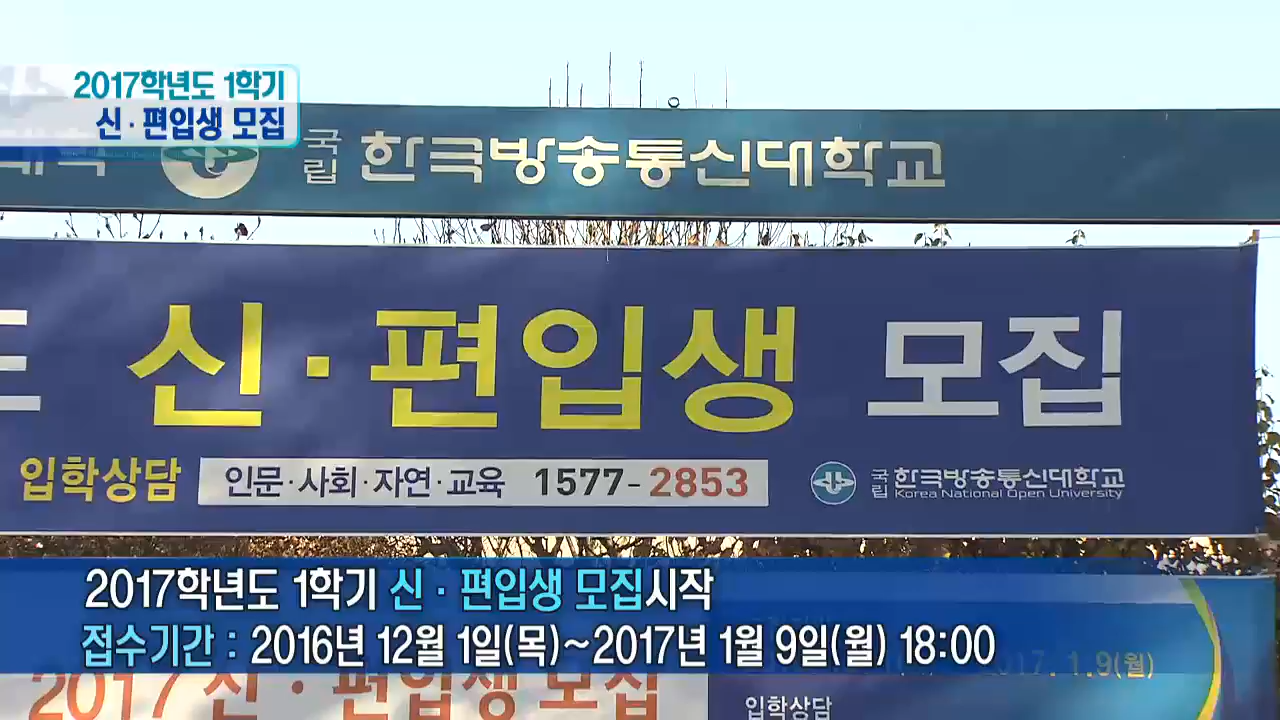 2017학년도 1학기
신·편입생 모집
국립 한국방송통신대학교
신·편입생 모집
입학상담 인문·사회·자연·교육 1577-2853
국립 한국방송통신대학교
Korea National Open University
2017학년도 1학기 신·편입생 모집시작
접수기간 : 2016년 12월 1일(목)~2017년 1월 9일(월) 18:00
2017. 1.9(월)
2017 신·편입생 모집
입학상담